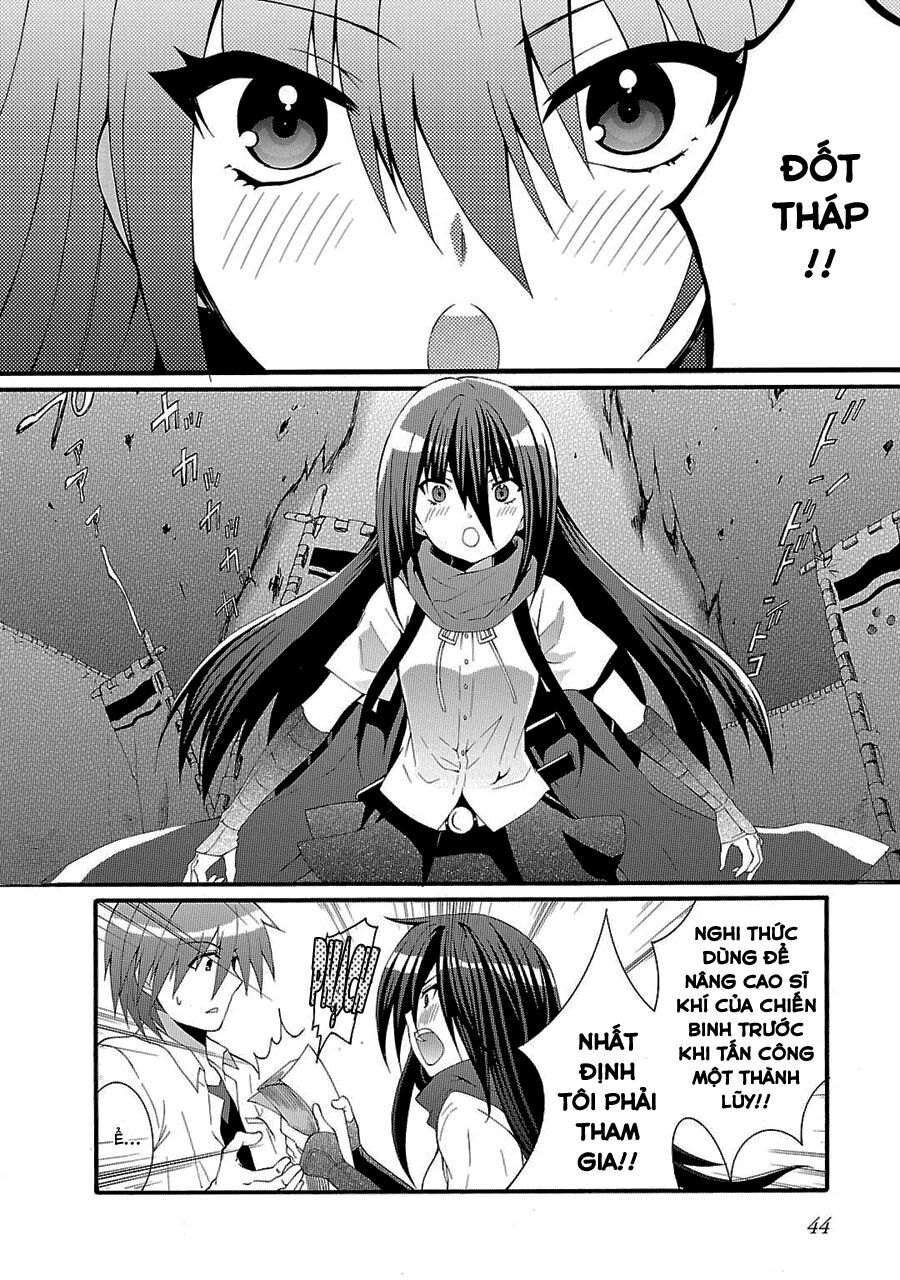 ĐỐT
THÁP
!!
NGHI THỨC
DÙNG ĐỂ
NÂNG CAO SĨ
KHÍ CỦA CHIẾN
BINH TRƯỚC
KHI TẤN CÔNG
MỘT THÀNH
LŨY!!
NHẤT
ĐỊNH
TÔI PHẢI
THAM
GIA!!
Ể...
44